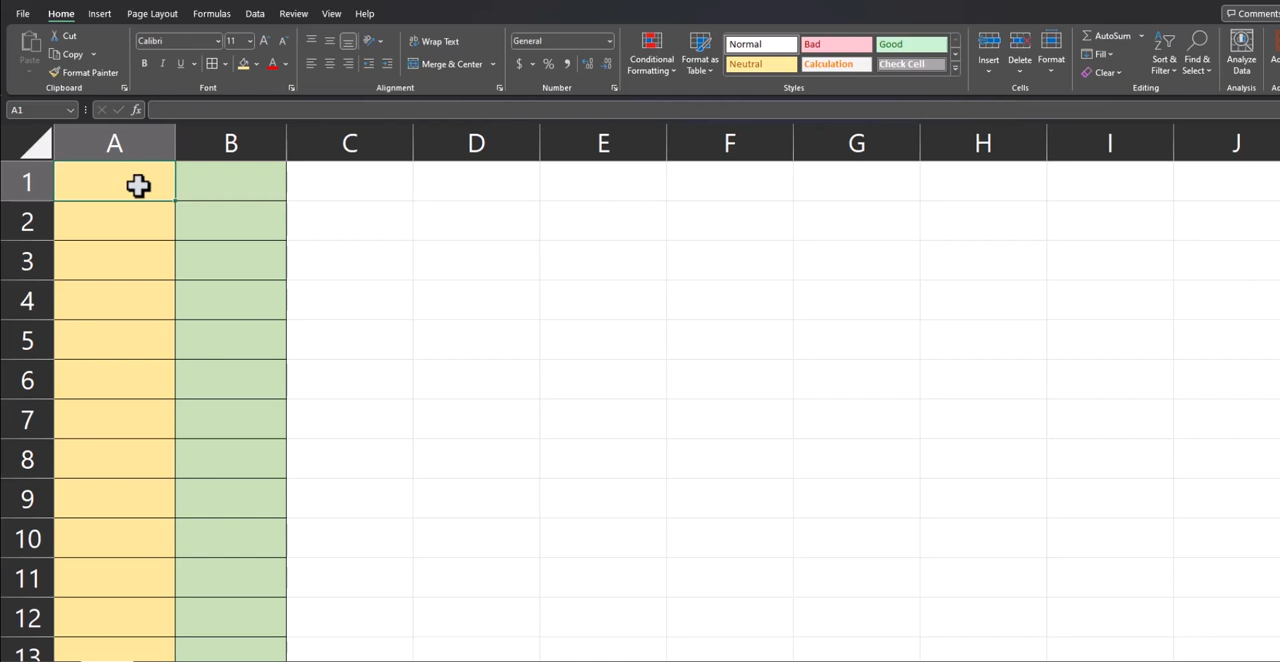 File Home Insert Page Layout Formulas Data Review View Help Comments
Paste Cut Copy Format Painter Clipboard
Calibri 11 A A B I U A Font
Wrap Text Merge & Center Alignment
General $ % , Number
Conditional Formatting Format as Table Normal Bad Good Neutral Calculation Check Cell Styles
Insert Delete Format Cells
AutoSum Fill Clear Sort & Filter Find & Select Editing
Analyze Data Analysis
A1 fx
A B C D E F G H I J
1
2
3
4
5
6
7
8
9
10
11
12
13